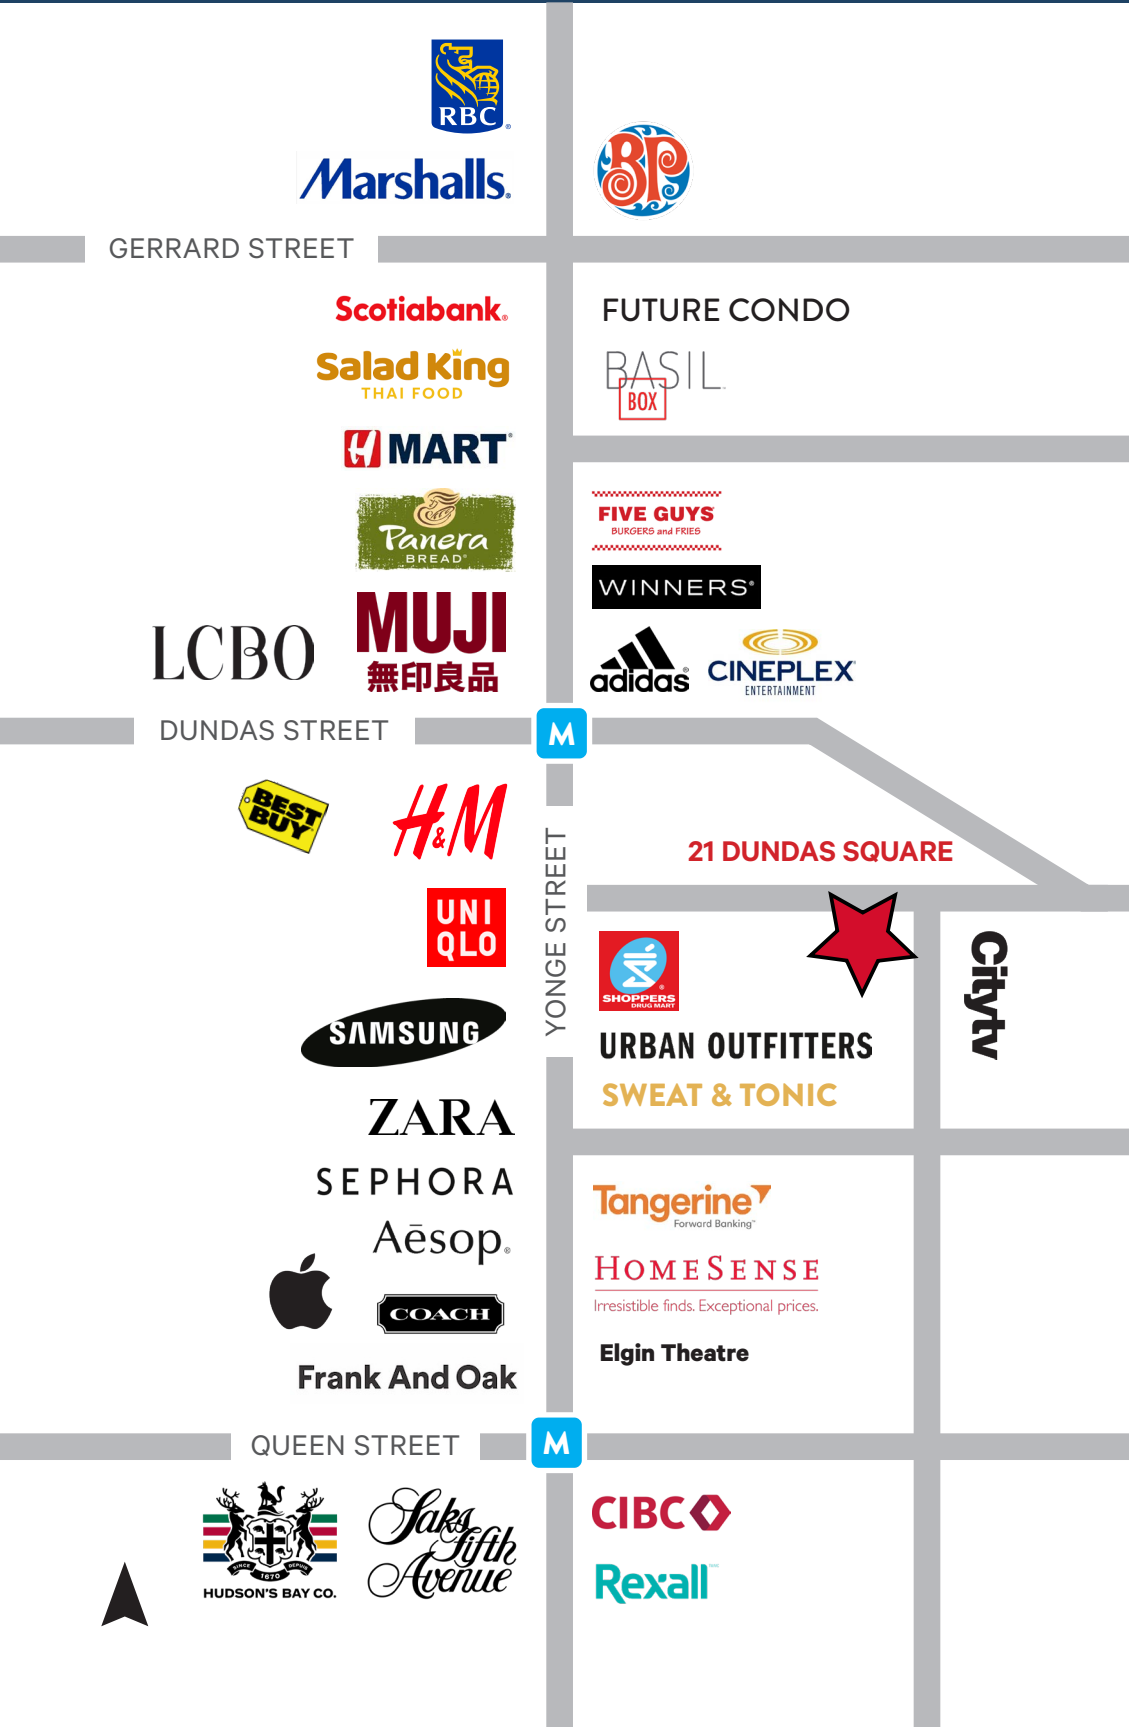 RBC
Marshalls.
BP
GERRARD STREET
Scotiabank®
FUTURE CONDO
Salad King
THAI FOOD
BASIL
BOX
H MART
Panera
BREAD®
FIVE GUYS
BURGERS and FRIES
WINNERS®
LCBO
MUJI
無印良品
adidas
CINEPLEX
ENTERTAINMENT
DUNDAS STREET
M
BEST
BUY
H&M
YONGE STREET
21 DUNDAS SQUARE
UNI
QLO
SHOPPERS
DRUG MART
Citytv
SAMSUNG
URBAN OUTFITTERS
SWEAT & TONIC
ZARA
SEPHORA
Tangerine
Forward Banking™
Aēsop®
HOMESENSE
Irresistible finds. Exceptional prices.
COACH
Elgin Theatre
Frank And Oak
QUEEN STREET
M
SINCE 1670 DEPUIS
HUDSON'S BAY CO.
Saks
fifth
Avenue
CIBC
Rexall